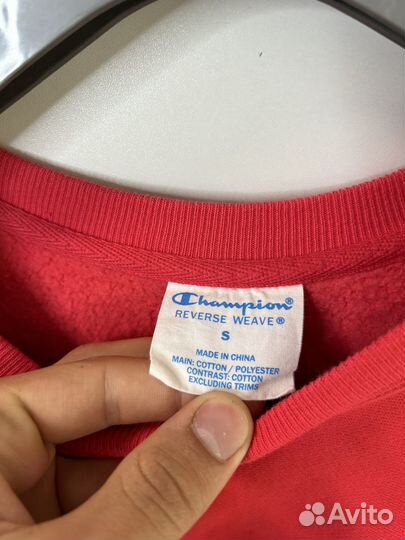 Champion®
REVERSE WEAVE®
S
MADE IN CHINA
MAIN: COTTON / POLYESTER
CONTRAST: COTTON
EXCLUDING TRIMS
Avito